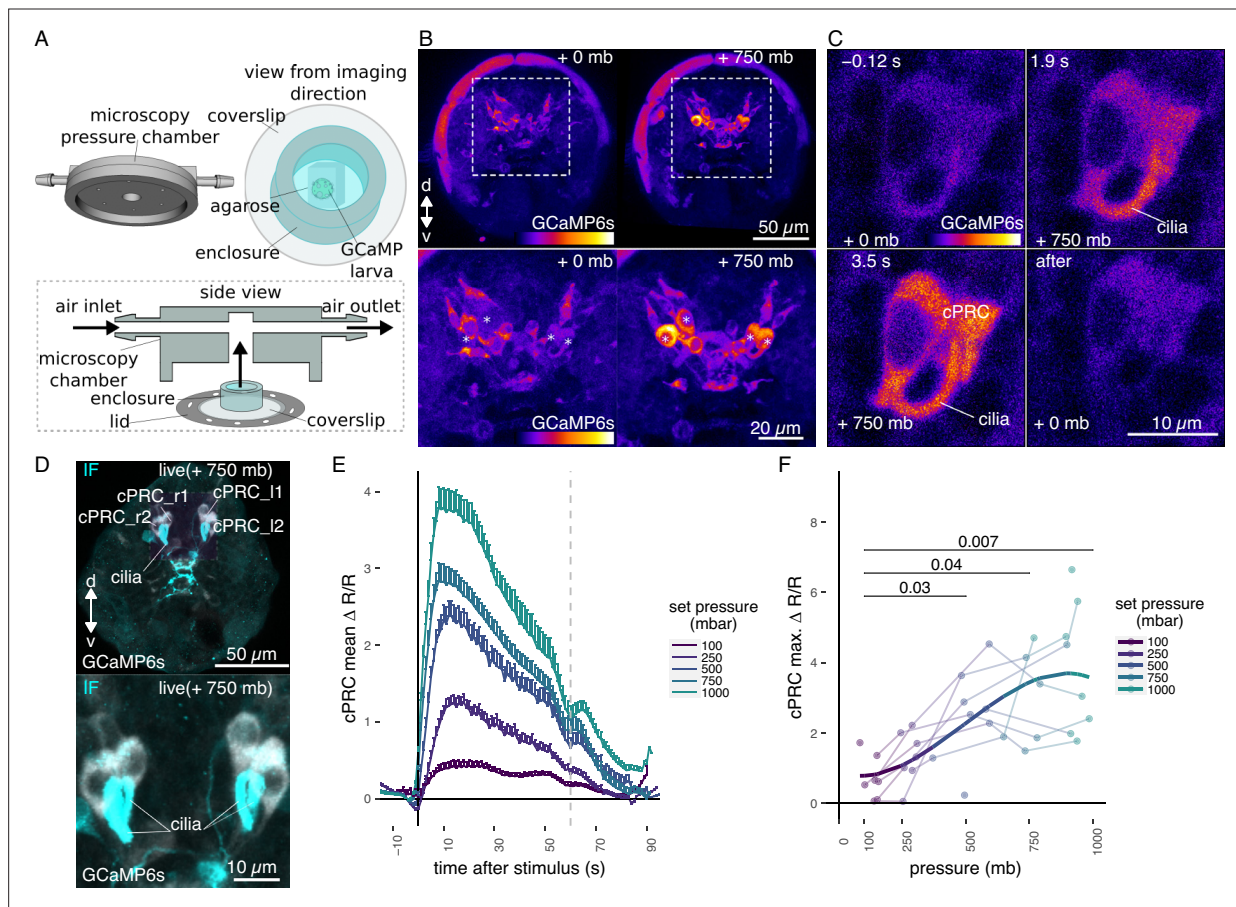 A
view from imaging
direction
coverslip
microscopy
pressure chamber
agarose
enclosure
GCaMP
larva
side view
air inlet
air outlet
microscopy
chamber
enclosure
lid
coverslip
B
+ 0 mb
+ 750 mb
d
v
GCaMP6s
50 µm
+ 0 mb
+ 750 mb
*
*
*
*
*
*
*
*
GCaMP6s
20 µm
C
−0.12 s
1.9 s
GCaMP6s
cilia
+ 0 mb
+ 750 mb
3.5 s
after
cPRC
cilia
+ 750 mb
+ 0 mb
10 µm
D
IF
live(+ 750 mb)
cPRC_r1
cPRC_l1
cPRC_r2
cPRC_l2
cilia
d
v
GCaMP6s
50 µm
IF
live(+ 750 mb)
cilia
GCaMP6s
10 µm
E
4
3
2
1
0
cPRC mean Δ R/R
−10
10
30
50
70
90
time after stimulus (s)
set pressure
(mbar)
100
250
500
750
1000
F
8
6
4
2
0
cPRC max. Δ R/R
0.007
0.04
0.03
0
100
250
500
750
1000
pressure (mb)
set pressure
(mbar)
100
250
500
750
1000